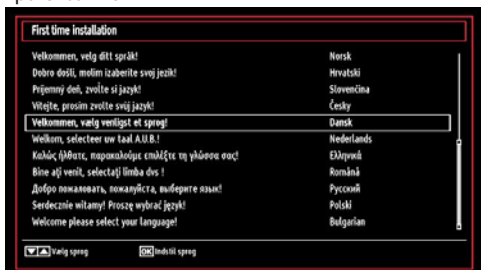 First time installation
Velkommen, velg ditt språk! Norsk
Dobro došli, molim izaberite svoj jezik! Hrvatski
Príjemný deň, zvoľte si jazyk! Slovenčina
Vítejte, prosím zvolte svůj jazyk! Česky
Velkommen, vælg venligst et sprog! Dansk
Welkom, selecteer uw taal A.U.B.! Nederlands
Καλώς ήλθατε, παρακαλούμε επιλέξτε τη γλώσσα σας! Ελληνικά
Bine aţi venit, selectaţi limba dvs ! Română
Добро пожаловать, пожалуйста, выберите язык! Русский
Serdecznie witamy! Proszę wybrać język! Polski
Welcome please select your language! Bulgarian
Vælg sprog OK Indstil sprog